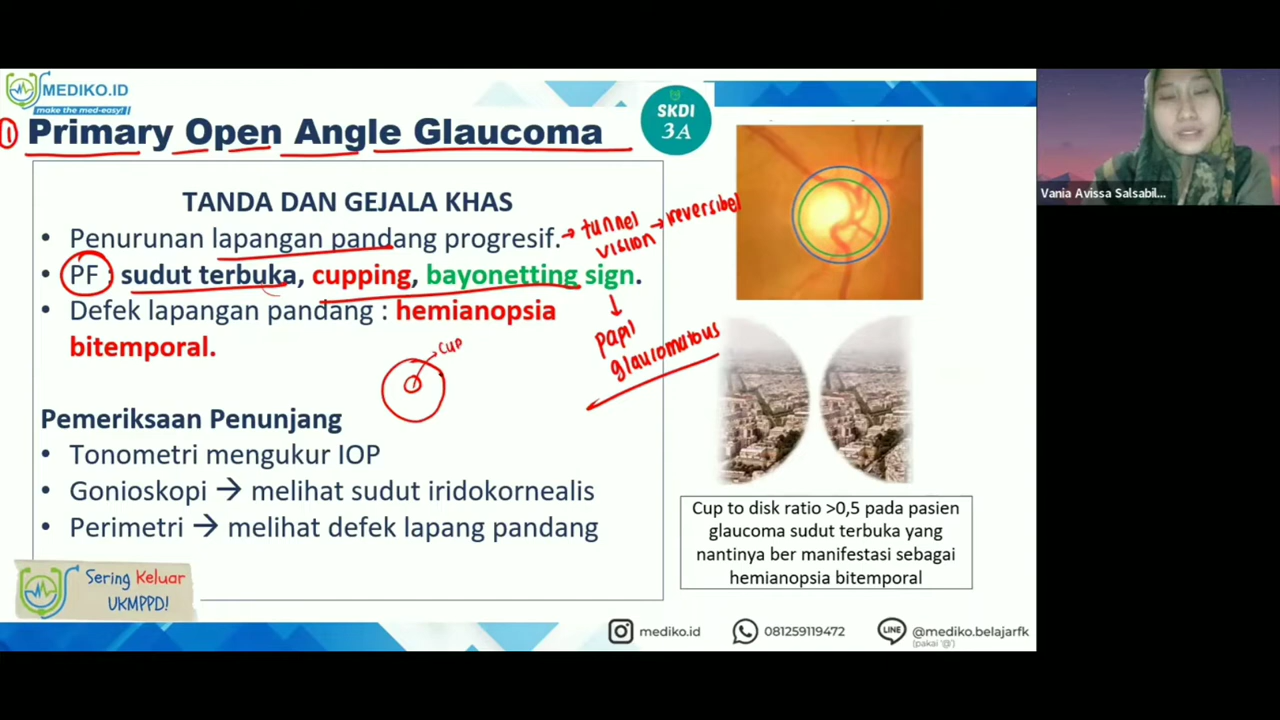 MEDIKO.ID
make the med-easy!
SKDI
3A
Primary Open Angle Glaucoma
TANDA DAN GEJALA KHAS
• Penurunan lapangan pandang progresif.
→ tunnel vision → reversibel
• PF : sudut terbuka, cupping, bayonetting sign.
↓
papil
glaucomatous
• Defek lapangan pandang : hemianopsia
bitemporal.
cup
Pemeriksaan Penunjang
• Tonometri mengukur IOP
• Gonioskopi → melihat sudut iridokornealis
• Perimetri → melihat defek lapang pandang
Sering Keluar
UKMPPD!
Cup to disk ratio >0,5 pada pasien
glaucoma sudut terbuka yang
nantinya ber manifestasi sebagai
hemianopsia bitemporal
mediko.id
081259119472
LINE
@mediko.belajarfk
(pakai '@')
Vania Avissa Salsabil...